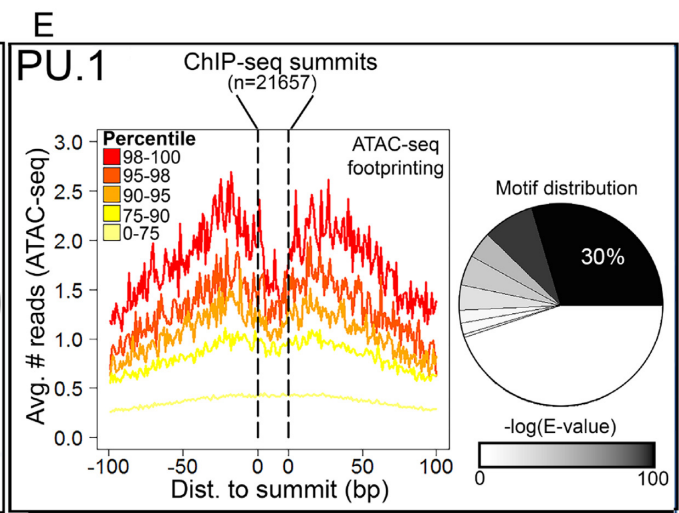 E
PU.1
ChIP-seq summits
(n=21657)
Percentile
98-100
95-98
90-95
75-90
0-75
ATAC-seq
footprinting
Avg. # reads (ATAC-seq)
3.0
2.5
2.0
1.5
1.0
0.5
0.0
-100 -50 0 0 50 100
Dist. to summit (bp)
Motif distribution
30%
-log(E-value)
0 100